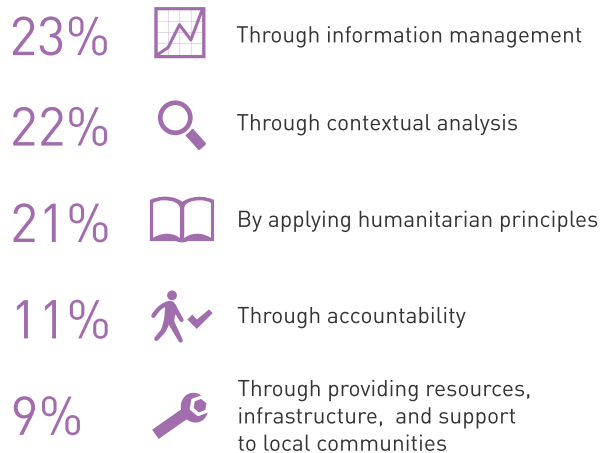 23%
Through information management
22%
Through contextual analysis
21%
By applying humanitarian principles
11%
Through accountability
9%
Through providing resources,
infrastructure,  and support
to local communities